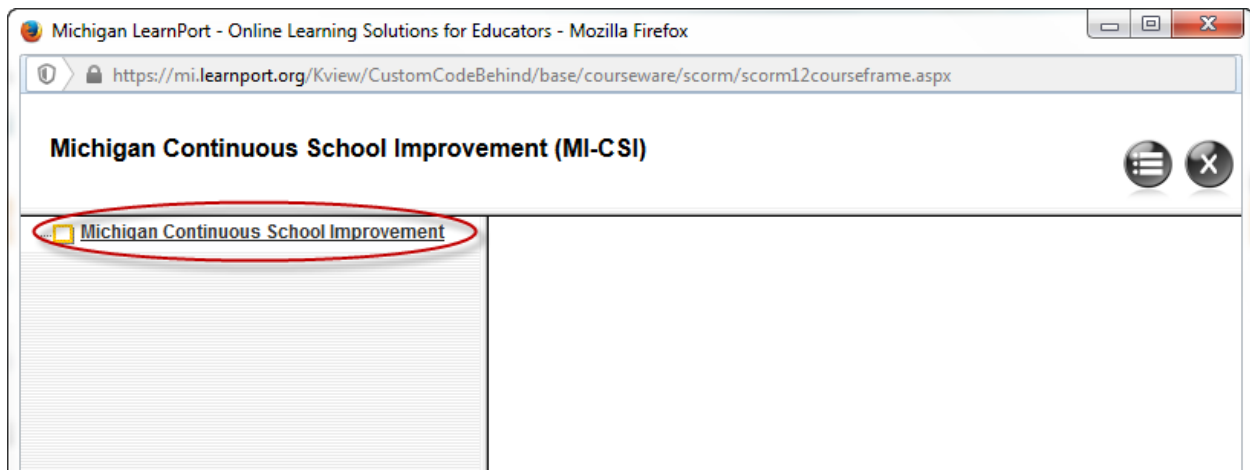 Michigan LearnPort - Online Learning Solutions for Educators - Mozilla Firefox
https://mi.learnport.org/Kview/CustomCodeBehind/base/courseware/scorm/scorm12courseframe.aspx
Michigan Continuous School Improvement (MI-CSI)
Michigan Continuous School Improvement